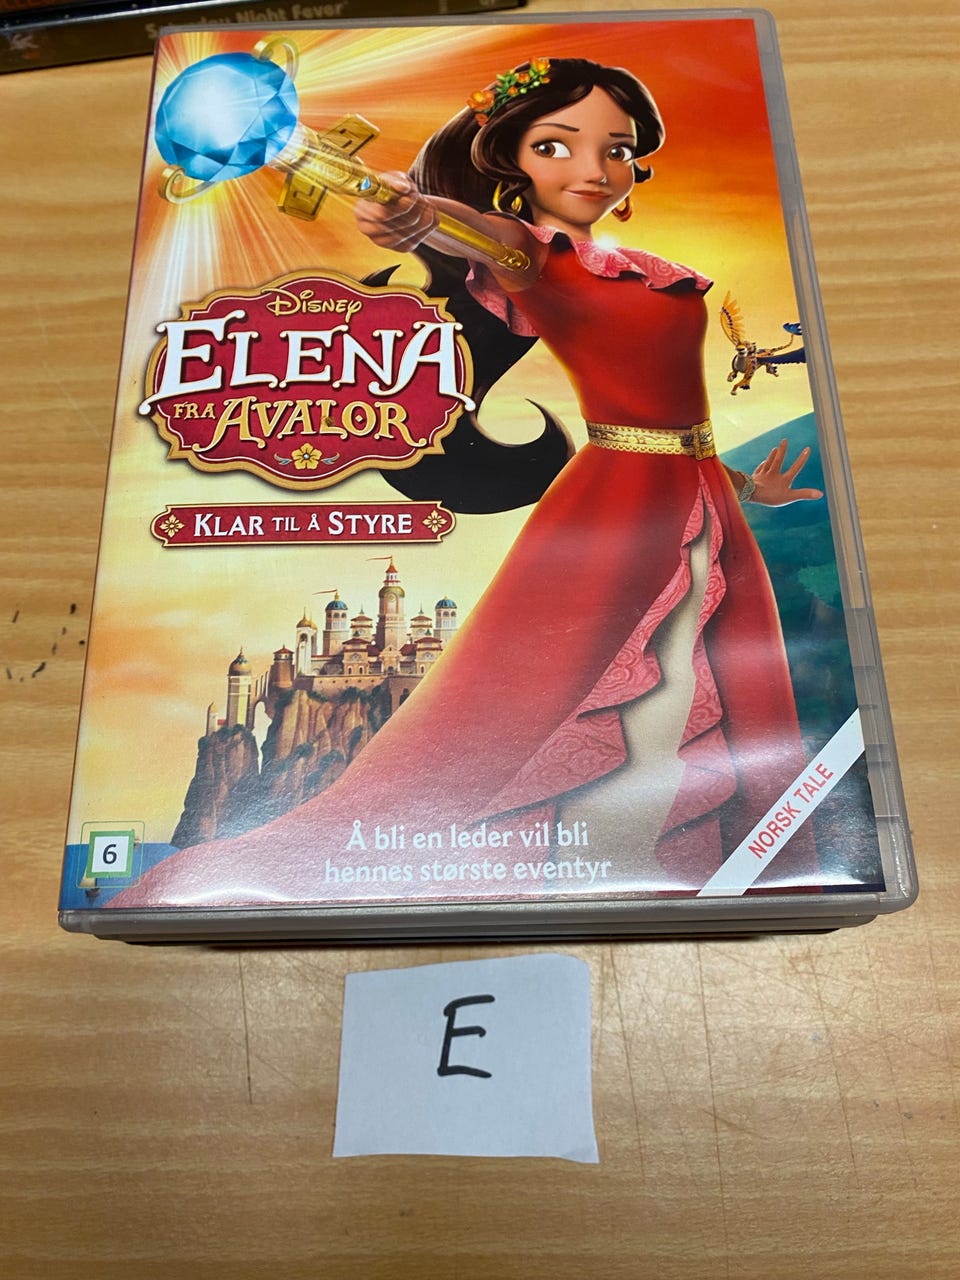 Saturday Night Fever
Disney
ELENA
FRA AVALOR
KLAR TIL Å STYRE
Å bli en leder vil bli
hennes største eventyr
6
NORSK TALE
E